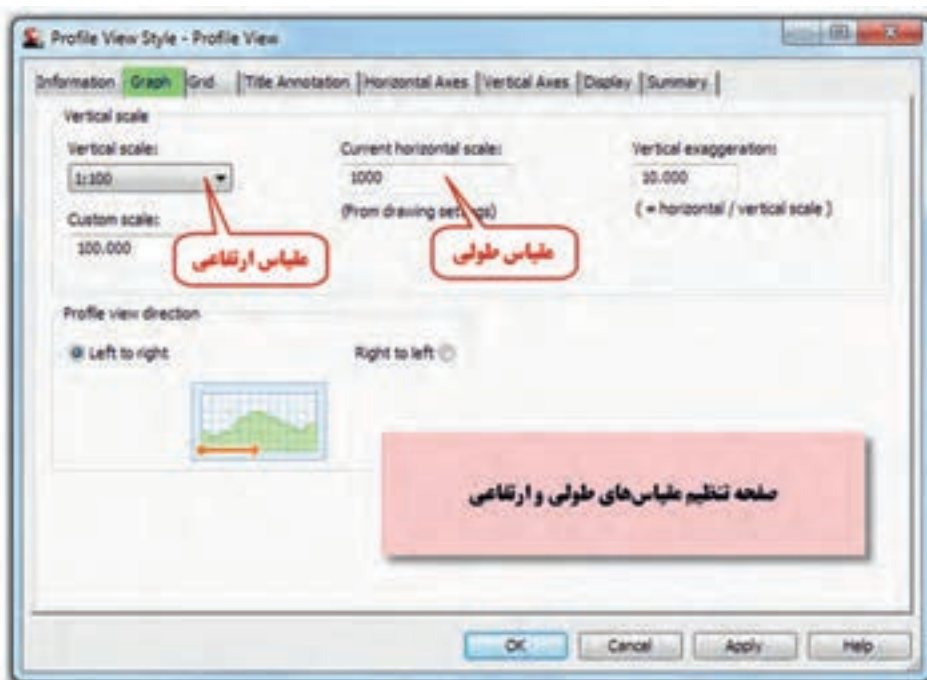 Profile View Style - Profile View
Information Graph Grid Title Annotation Horizontal Axes Vertical Axes Display Summary
Vertical scale
Vertical scale: Current horizontal scale: Vertical exaggeration:
1:100 1000 10.000
Custom scale: (From drawing settings) ( = horizontal / vertical scale )
100.000
مقیاس ارتفاعی
مقیاس طولی
Profile view direction
Left to right Right to left
صفحه تنظیم مقیاس‌های طولی و ارتفاعی
OK Cancel Apply Help